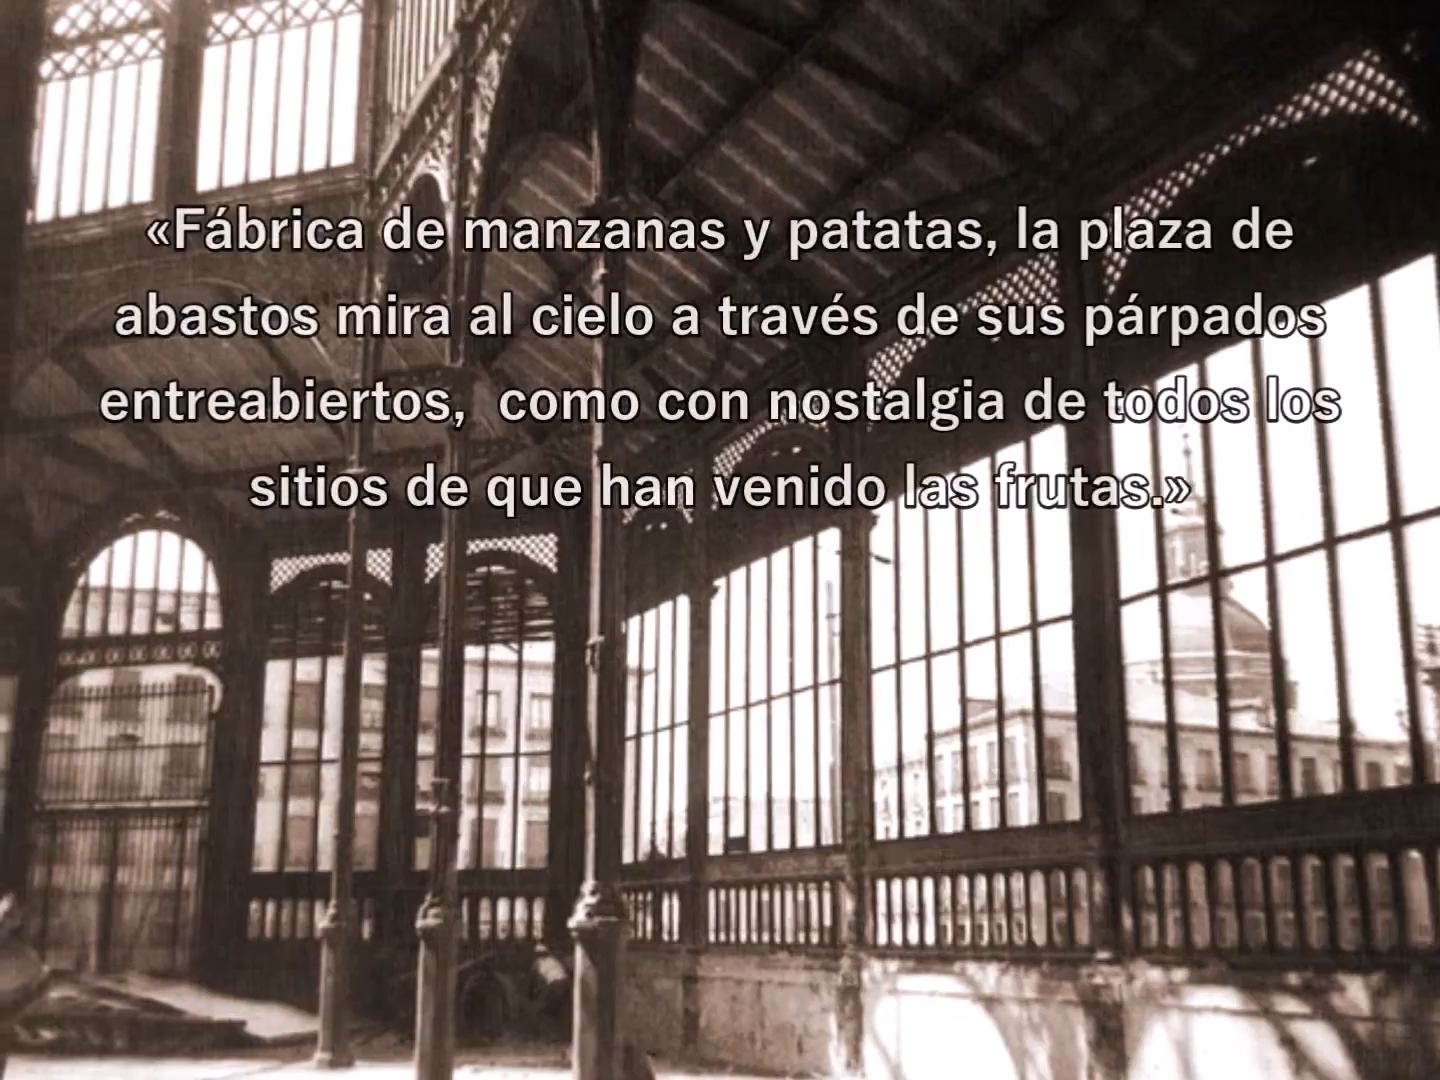 «Fábrica de manzanas y patatas, la plaza de
abastos mira al cielo a través de sus párpados
entreabiertos,  como con nostalgia de todos los
sitios de que han venido las frutas.»